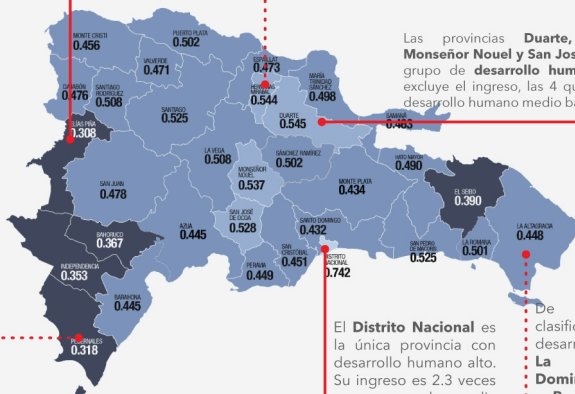 Las provincias Duarte,
Monseñor Nouel y San Jos
grupo de desarrollo hum
excluye el ingreso, las 4 qu
desarrollo humano medio ba
MONTE CRISTI
0.456
PUERTO PLATA
0.502
VALVERDE
0.471
ESPAILLAT
0.473
DAJABÓN
0.476
SANTIAGO
RODRÍGUEZ
0.508
HERMANAS
MIRABAL
0.544
MARÍA
TRINIDAD
SÁNCHEZ
0.498
SANTIAGO
0.525
DUARTE
0.545
SAMANÁ
0.483
ELÍAS PIÑA
0.308
LA VEGA
0.508
SÁNCHEZ RAMÍREZ
0.502
HATO MAYOR
0.490
MONSEÑOR
NOUEL
0.537
SAN JUAN
0.478
MONTE PLATA
0.434
EL SEIBO
0.390
SAN JOSÉ
DE OCOA
0.528
SANTO DOMINGO
0.432
AZUA
0.445
LA ALTAGRACIA
0.448
BAHORUCO
0.367
SAN
CRISTÓBAL
0.451
SAN PEDRO
DE MACORÍS
0.525
LA ROMANA
0.501
DISTRITO
NACIONAL
0.742
INDEPENDENCIA
0.353
PERAVIA
0.449
BARAHONA
0.445
PEDERNALES
0.318
El Distrito Nacional es
la única provincia con
desarrollo humano alto.
Su ingreso es 2.3 veces
De
clasific
desarr
La
Domin